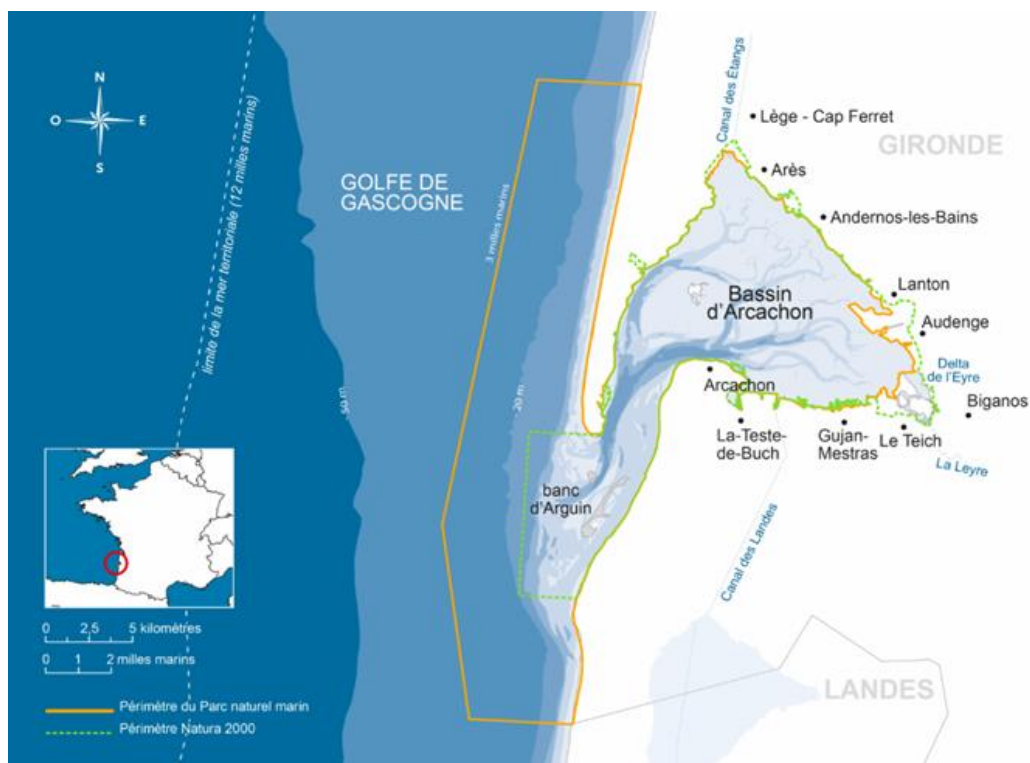 N
O
E
S
limite de la mer territoriale (12 milles marins)
GOLFE DE
GASCOGNE
3 milles marins
50 m
20 m
Canal des Étangs
Lège - Cap Ferret
GIRONDE
Arès
Andernos-les-Bains
Lanton
Bassin
d'Arcachon
Audenge
Delta
de l'Eyre
Arcachon
Biganos
La-Teste-
de-Buch
Gujan-
Mestras
Le Teich
La Leyre
banc
d'Arguin
Canal des Landes
LANDES
0 2,5 5 kilomètres
0 1 2 milles marins
Périmètre du Parc naturel marin
Périmètre Natura 2000